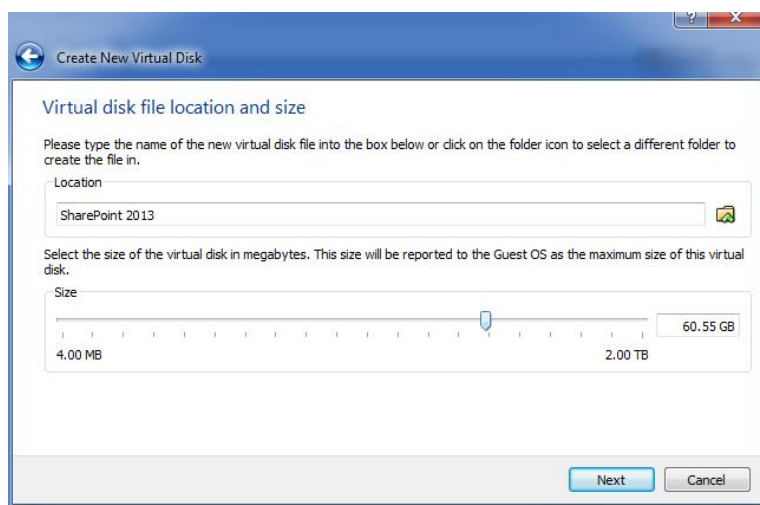 Create New Virtual Disk
Virtual disk file location and size
Please type the name of the new virtual disk file into the box below or click on the folder icon to select a different folder to
create the file in.
Location
SharePoint 2013
Select the size of the virtual disk in megabytes. This size will be reported to the Guest OS as the maximum size of this virtual
disk.
Size
60.55 GB
4.00 MB
2.00 TB
Next
Cancel